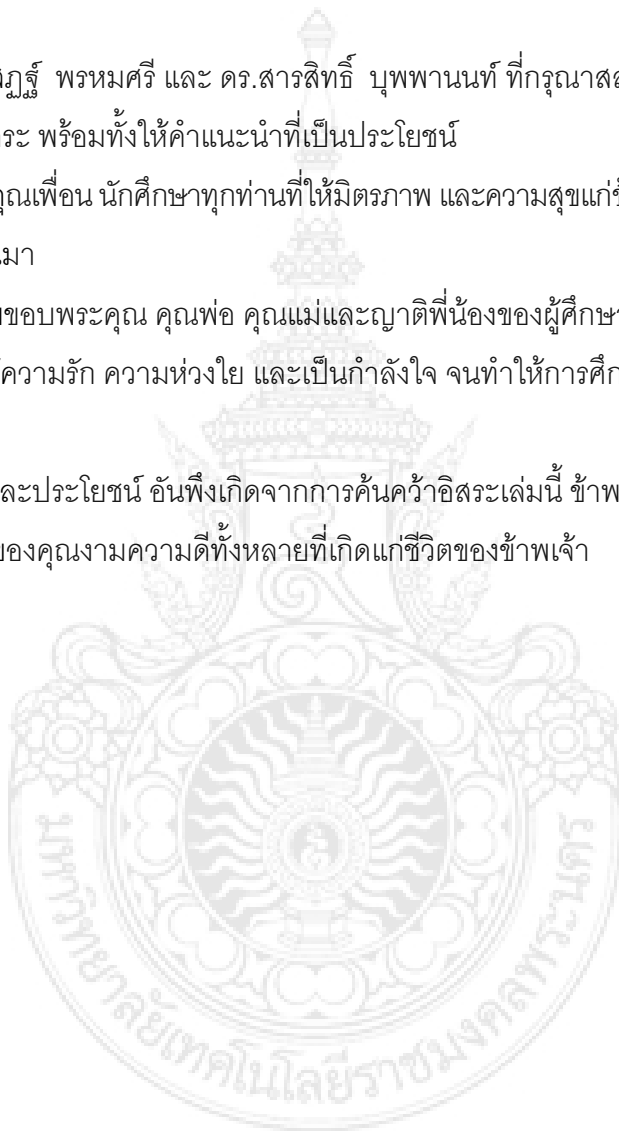 พรหมศรี และ ดร.สารสิทธิ์ บุพพานนท์ ที่กรุณา
พร้อมทั้งให้คำแนะนำที่เป็นประโยชน์
คุณเพื่อน นักศึกษาทุกท่านที่ให้มิตรภาพ และความสุขแก่
มา
ขอบพระคุณ คุณพ่อ คุณแม่และญาติพี่น้องของผู้ศึกษา
ความรัก ความห่วงใย และเป็นกำลังใจ จนทำให้การ
ละประโยชน์ อันพึงเกิดจากการค้นคว้าอิสระเล่มนี้
ของคุณงามความดีทั้งหลายที่เกิดแก่ชีวิตของข้าพเจ้า
มหาวิทยาลัยเทคโนโลยีราชมงคลพระนคร